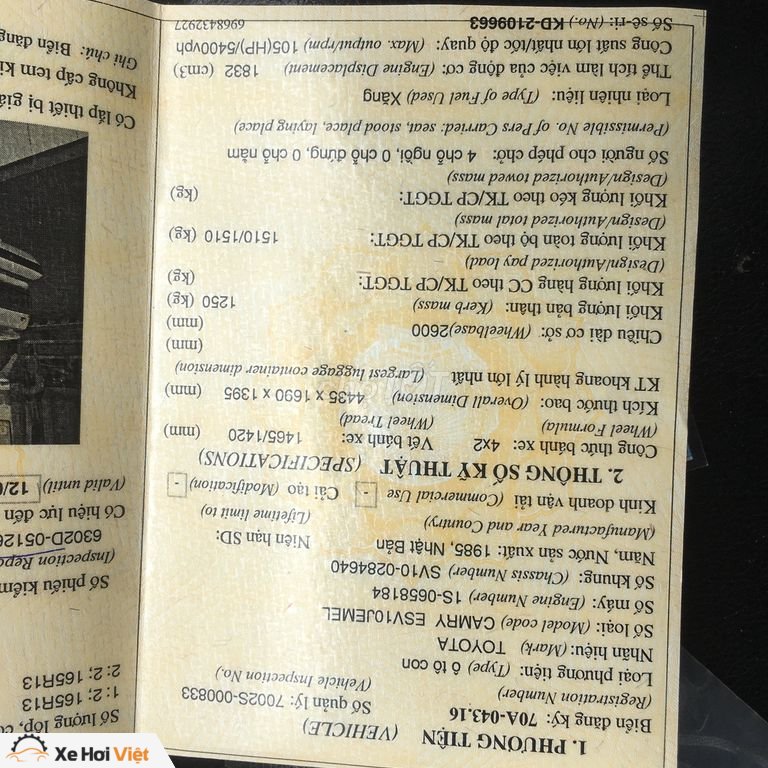 1. PHƯƠNG TIỆN (VEHICLE)
Biển đăng ký: 70A-043.16 Số quản lý: 7002S-000833
(Registration Number) (Vehicle Inspection No.)
Loại phương tiện: (Type) ô tô con
Nhãn hiệu: (Mark) TOYOTA
Số loại: (Model code) CAMRY ESV10JEMEL
Số máy: (Engine Number) 1S-0658184
Số khung: (Chassis Number) SV10-0284640
Năm, Nước sản xuất: 1985, Nhật Bản Niên hạn SD:
(Manufactured Year and Country) (Lifetime limit to)
Kinh doanh vận tải (Commercial Use) - Cải tạo (Modification) -
2. THÔNG SỐ KỸ THUẬT (SPECIFICATIONS)
Công thức bánh xe: 4x2 Vết bánh xe: 1465/1420 (mm)
(Wheel Formula) (Wheel Tread)
Kích thước bao: (Overall Dimension) 4435 x 1690 x 1395 (mm)
KT khoang hành lý lớn nhất (Largest luggage container dimension)
(mm)
Chiều dài cơ sở: (Wheelbase) 2600 (mm)
Khối lượng bản thân: (Kerb mass) 1250 (kg)
Khối lượng hàng CC theo TK/CP TGGT: (kg)
(Design/Authorized pay load)
Khối lượng toàn bộ theo TK/CP TGGT: 1510/1510 (kg)
(Design/Authorized total mass)
Khối lượng kéo theo TK/CP TGGT: (kg)
(Design/Authorized towed mass)
Số người cho phép chở: 4 chỗ ngồi, 0 chỗ đứng, 0 chỗ nằm
(Permissible No. of Pers Carried: seat, stood place, laying place)
Loại nhiên liệu: (Type of Fuel Used) Xăng
Thể tích làm việc của động cơ: (Engine Displacement) 1832 (cm3)
Công suất lớn nhất/tốc độ quay: (Max. output/rpm) 105(HP)/5400vph
Số sê-ri: (No.) KD-2109663 6968432927
Số lượng lốp, cỡ
1: 2; 165R13
2: 2; 165R13
Số phiếu kiểm
(Inspection Repo
6302D-05126
Có hiệu lực đến
(Valid until) 12/0
Có lắp thiết bị giá
Không cấp tem ki
Ghi chú: Biển đăng
Xe Hơi Việt